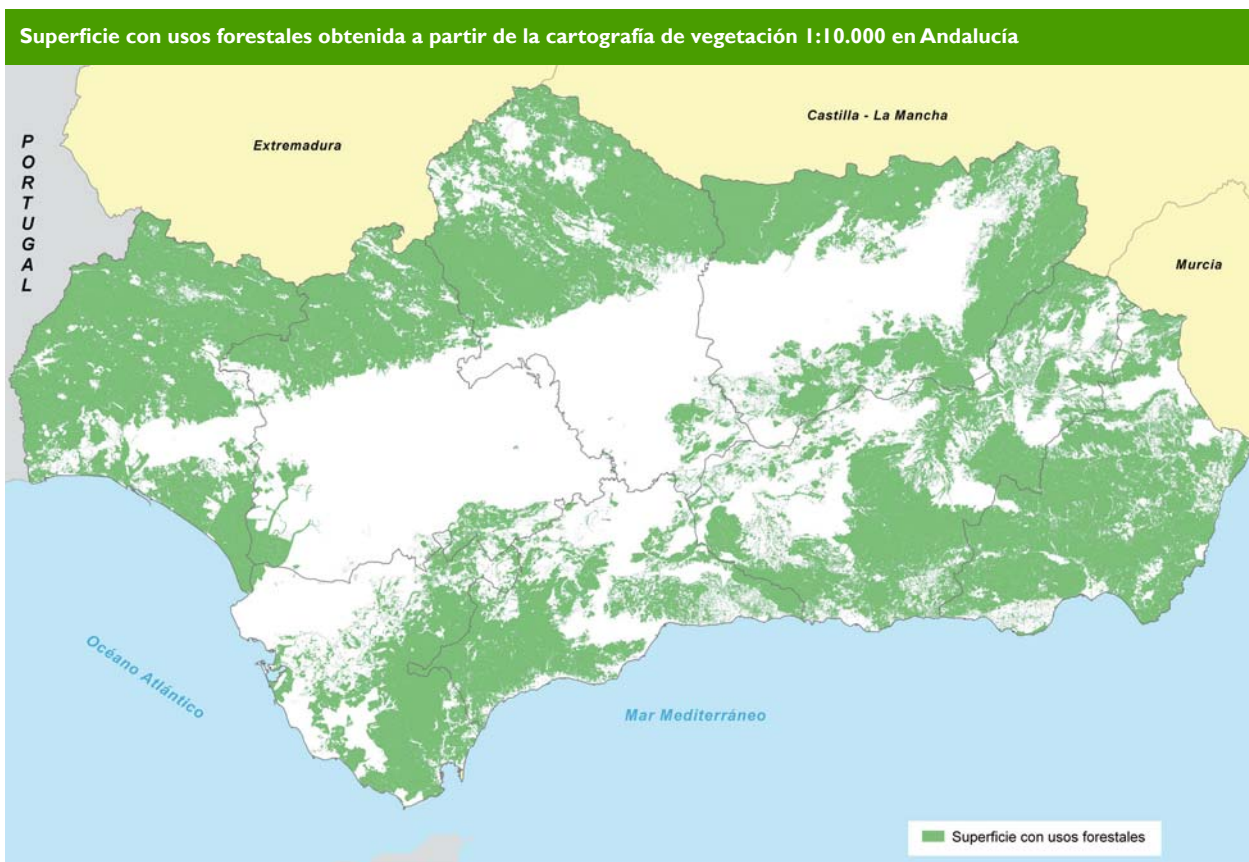 Superficie con usos forestales obtenida a partir de la cartografía de vegetación 1:10.000 en Andalucía
PORTUGAL
Extremadura
Castilla - La Mancha
Murcia
Océano Atlántico
Mar Mediterráneo
Superficie con usos forestales